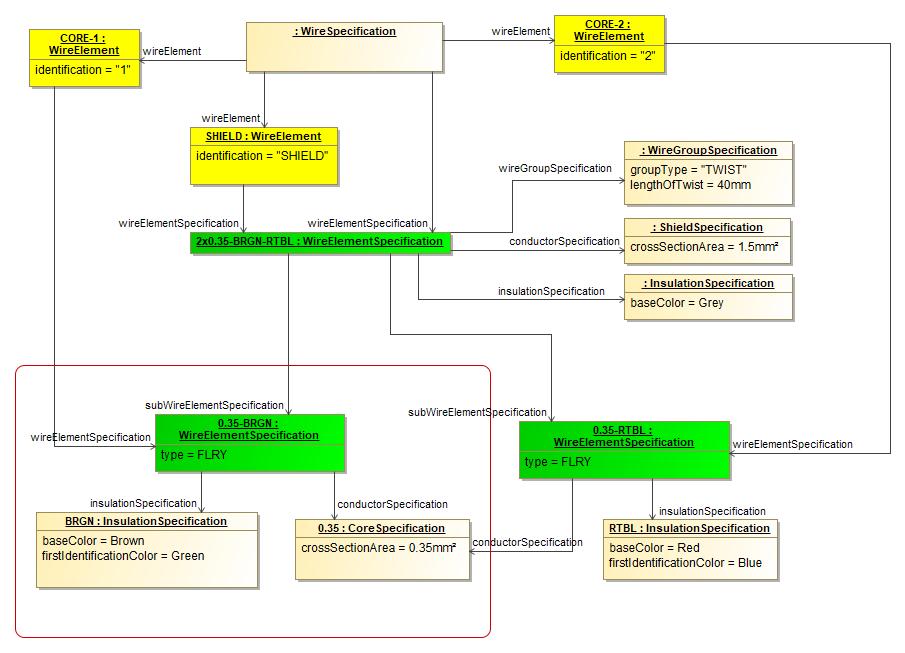 CORE-1 :
WireElement
identification = "1"
wireElement
: WireSpecification
wireElement
CORE-2 :
WireElement
identification = "2"
wireElement
SHIELD : WireElement
identification = "SHIELD"
wireGroupSpecification
: WireGroupSpecification
groupType = "TWIST"
lengthOfTwist = 40mm
wireElementSpecification
wireElementSpecification
2x0.35-BRGN-RTBL : WireElementSpecification
conductorSpecification
: ShieldSpecification
crossSectionArea = 1.5mm²
insulationSpecification
: InsulationSpecification
baseColor = Grey
subWireElementSpecification
subWireElementSpecification
wireElementSpecification
0.35-BRGN :
WireElementSpecification
type = FLRY
0.35-RTBL :
WireElementSpecification
type = FLRY
wireElementSpecification
insulationSpecification
conductorSpecification
insulationSpecification
BRGN : InsulationSpecification
baseColor = Brown
firstIdentificationColor = Green
0.35 : CoreSpecification
crossSectionArea = 0.35mm²
conductorSpecification
RTBL : InsulationSpecification
baseColor = Red
firstIdentificationColor = Blue